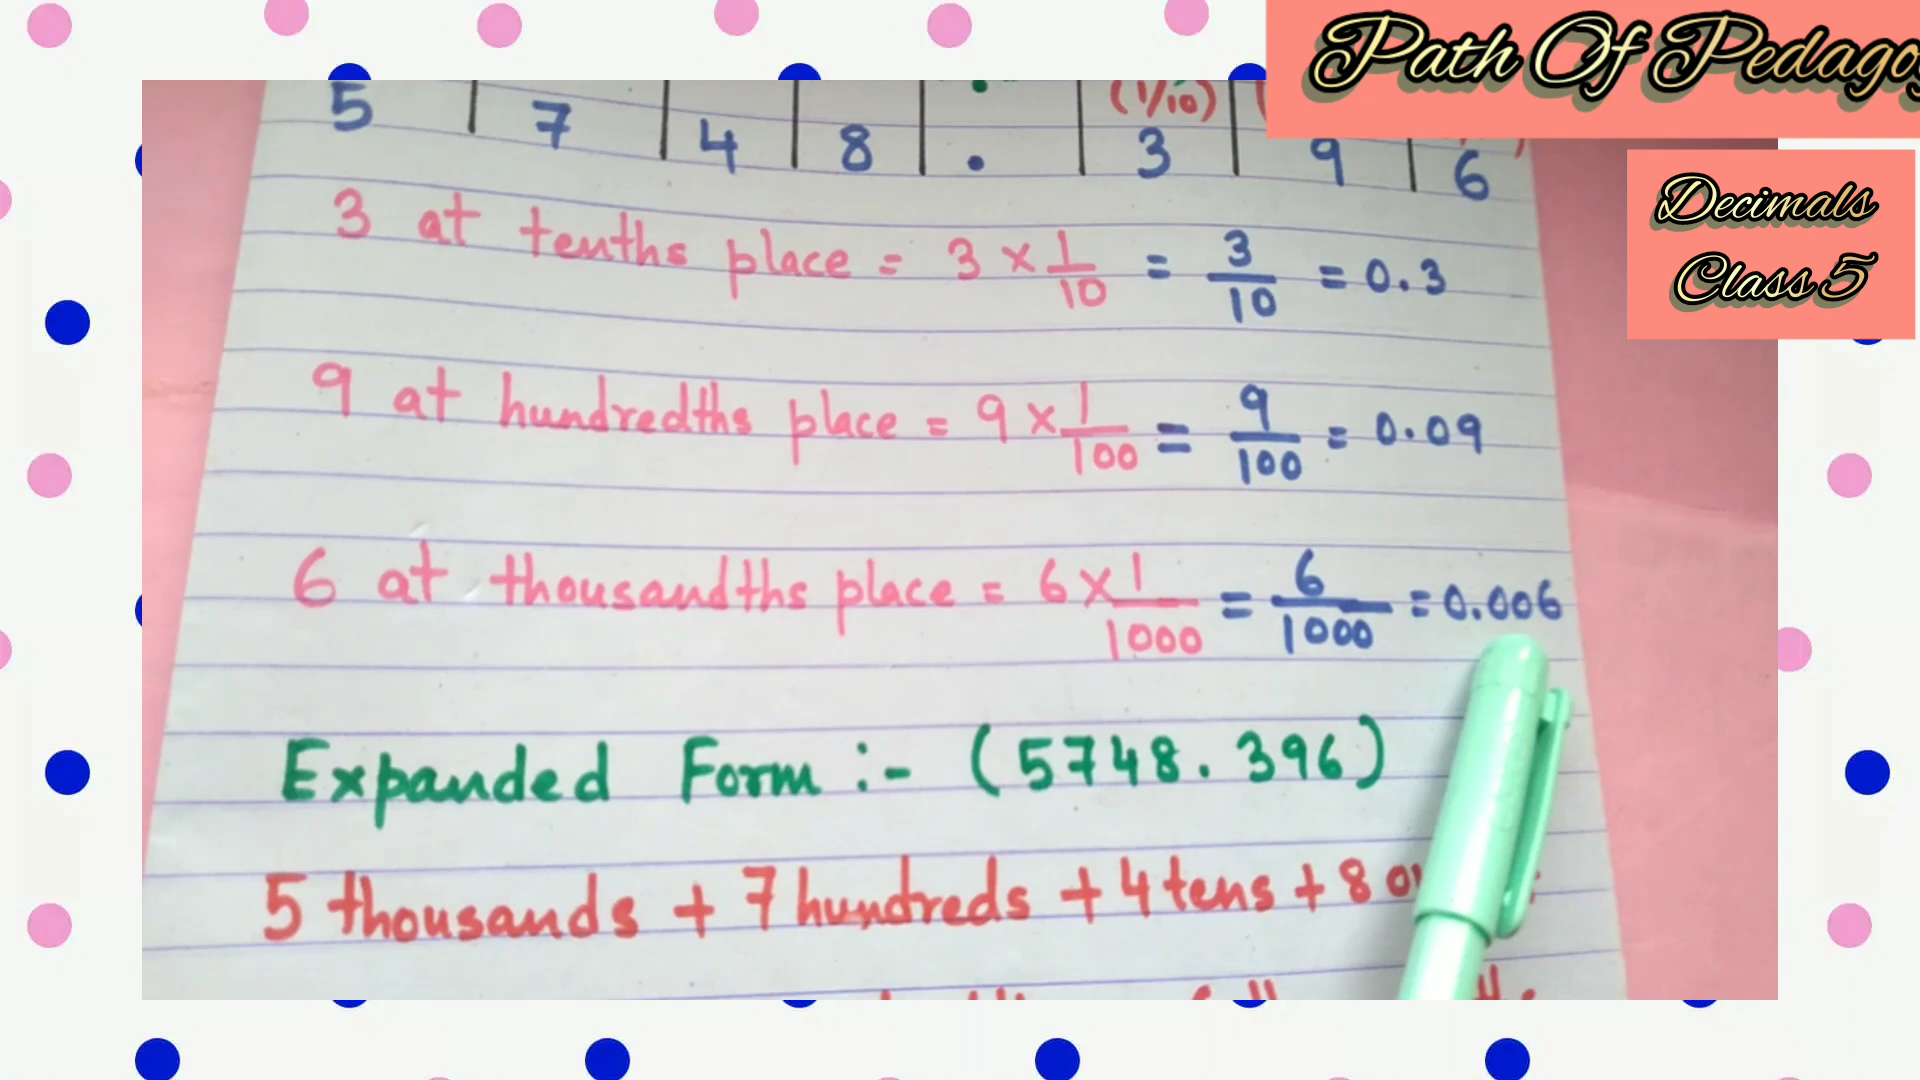 Path Of Pedago
Decimals
Class 5
(1/10)
5 | 7 | 4 | 8 | . | 3 | 9 | 6
3 at tenths place = 3 × 1/10 = 3/10 = 0.3
9 at hundredths place = 9 × 1/100 = 9/100 = 0.09
6 at thousandths place = 6 × 1/1000 = 6/1000 = 0.006
Expanded Form :- (5748.396)
5 thousands + 7 hundreds + 4 tens + 8